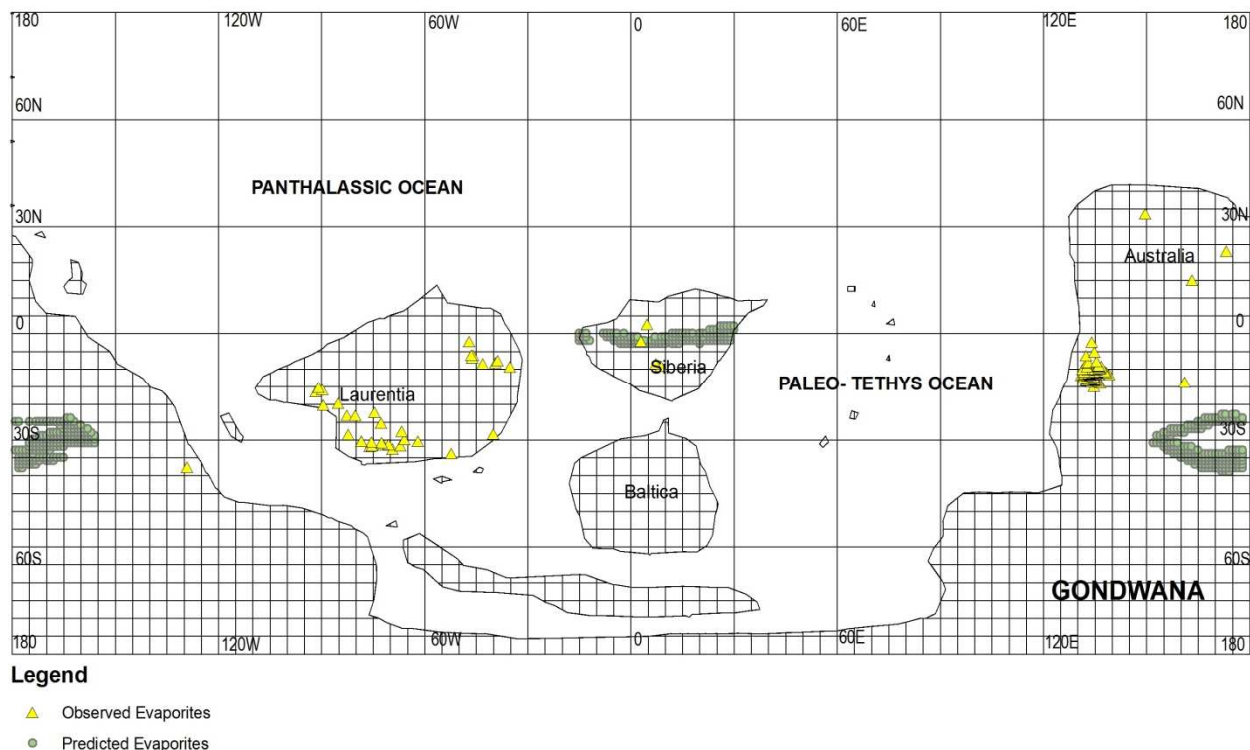 180 120W 60W 0 60E 120E 180
60N 60N
PANTHALASSIC OCEAN
30N 30N
Australia
0 0
Siberia
PALEO- TETHYS OCEAN
Laurentia
30S 30S
Baltica
60S 60S
GONDWANA
180 120W 60W 0 60E 120E 180
Legend
Observed Evaporites
Predicted Evaporites